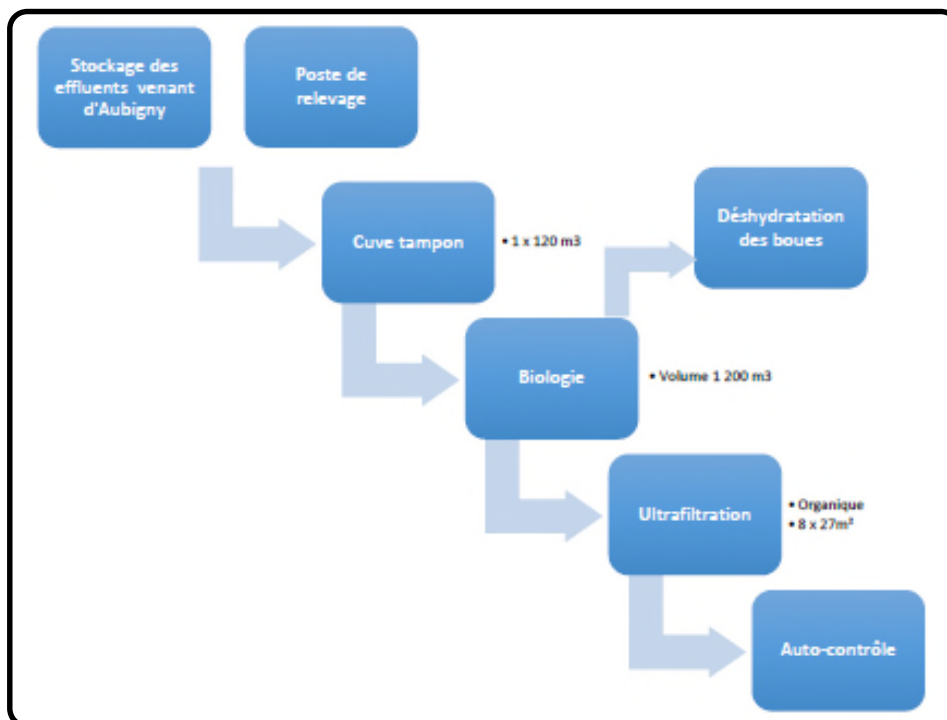 Stockage des
effluents venant
d'Aubigny
Poste de
relevage
Cuve tampon
• 1 x 120 m3
Déshydratation
des boues
Biologie
• Volume 1 200 m3
Ultrafiltration
• Organique
• 8 x 27m²
Auto-contrôle